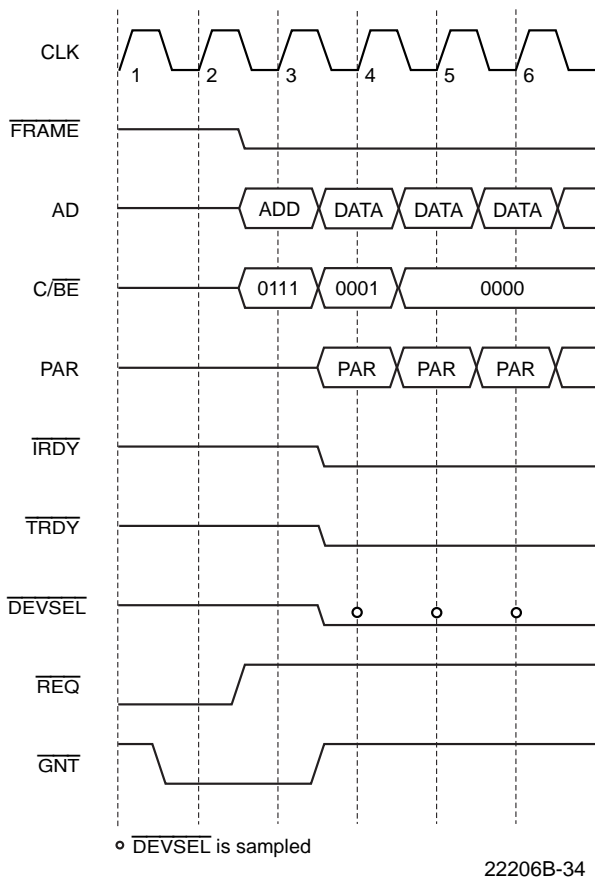 CLK
1 2 3 4 5 6
FRAME
AD
ADD DATA DATA DATA
C/BE
0111 0001 0000
PAR
PAR PAR PAR
IRDY
TRDY
DEVSEL
REQ
GNT
DEVSEL is sampled
22206B-34